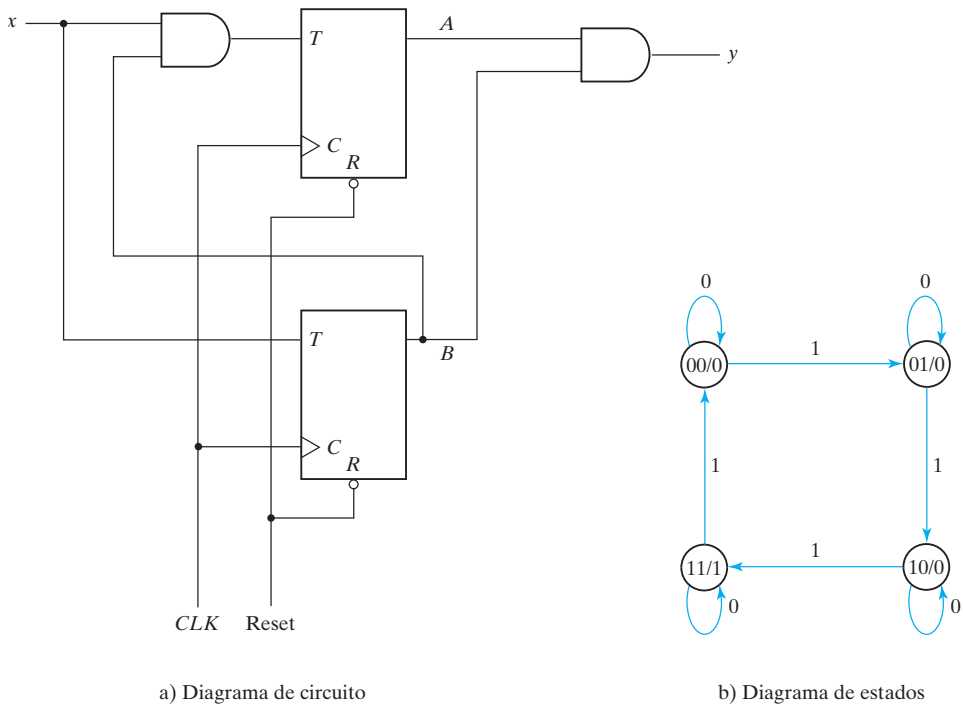 x
T
A
y
C
R
T
B
C
R
CLK
Reset
a) Diagrama de circuito
0
0
00/0
1
01/0
1
1
11/1
1
10/0
0
0
b) Diagrama de estados